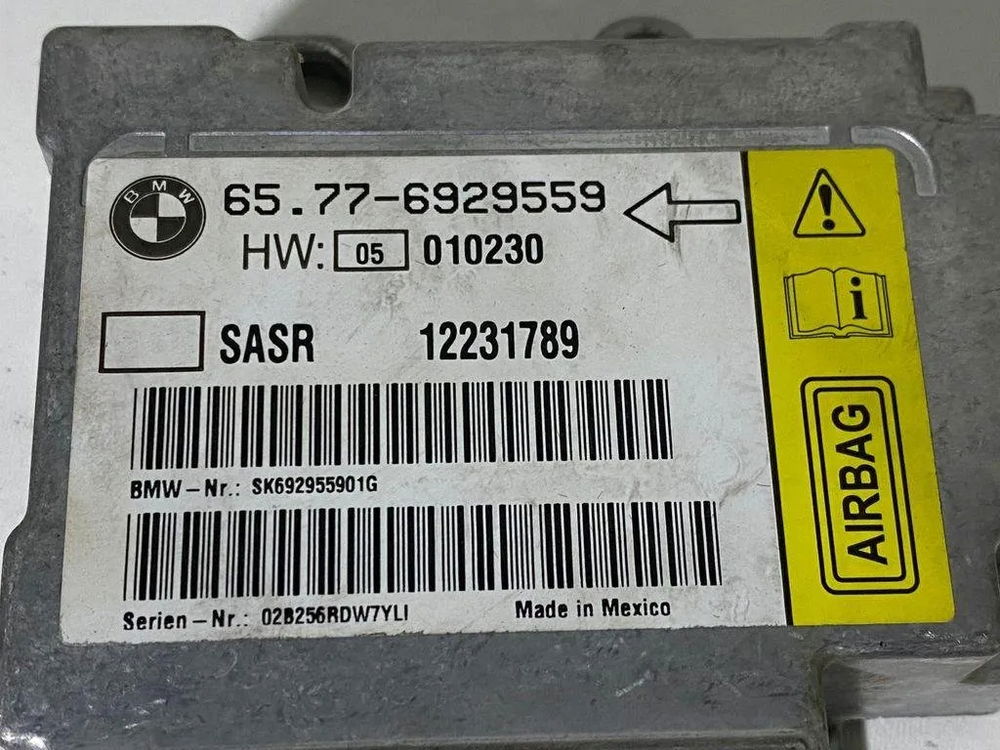 BMW
65.77-6929559
HW: 05 010230
SASR 12231789
BMW-Nr.: SK692955901G
Serien-Nr.: 02B256RDW7YLI Made in Mexico
i
AIRBAG